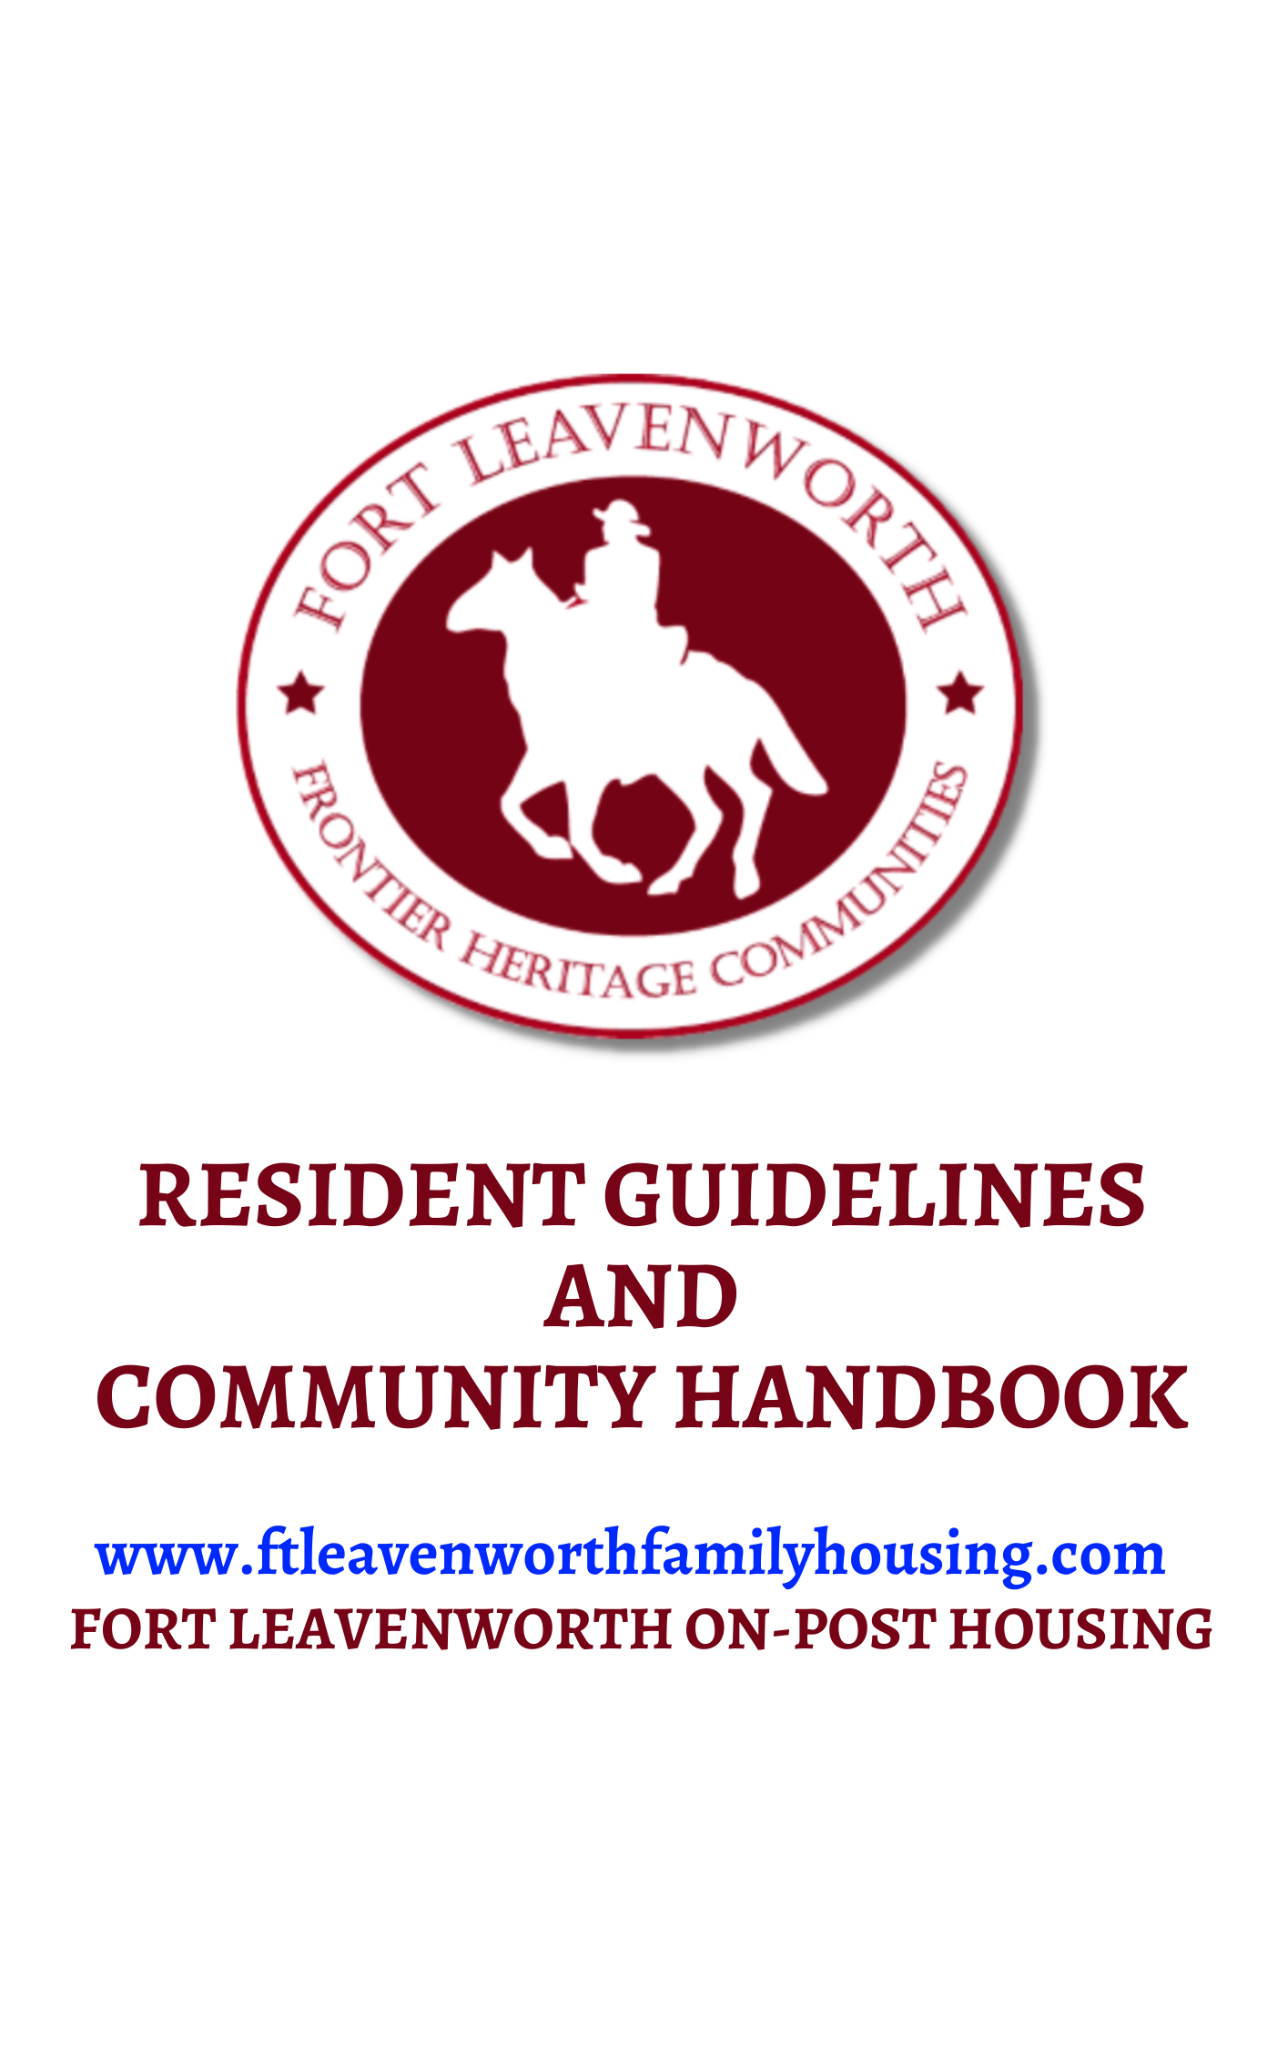 FORT LEAVENWORTH
FRONTIER HERITAGE COMMUNITIES
RESIDENT GUIDELINES
AND
COMMUNITY HANDBOOK
www.ftleavenworthfamilyhousing.com
FORT LEAVENWORTH ON-POST HOUSING